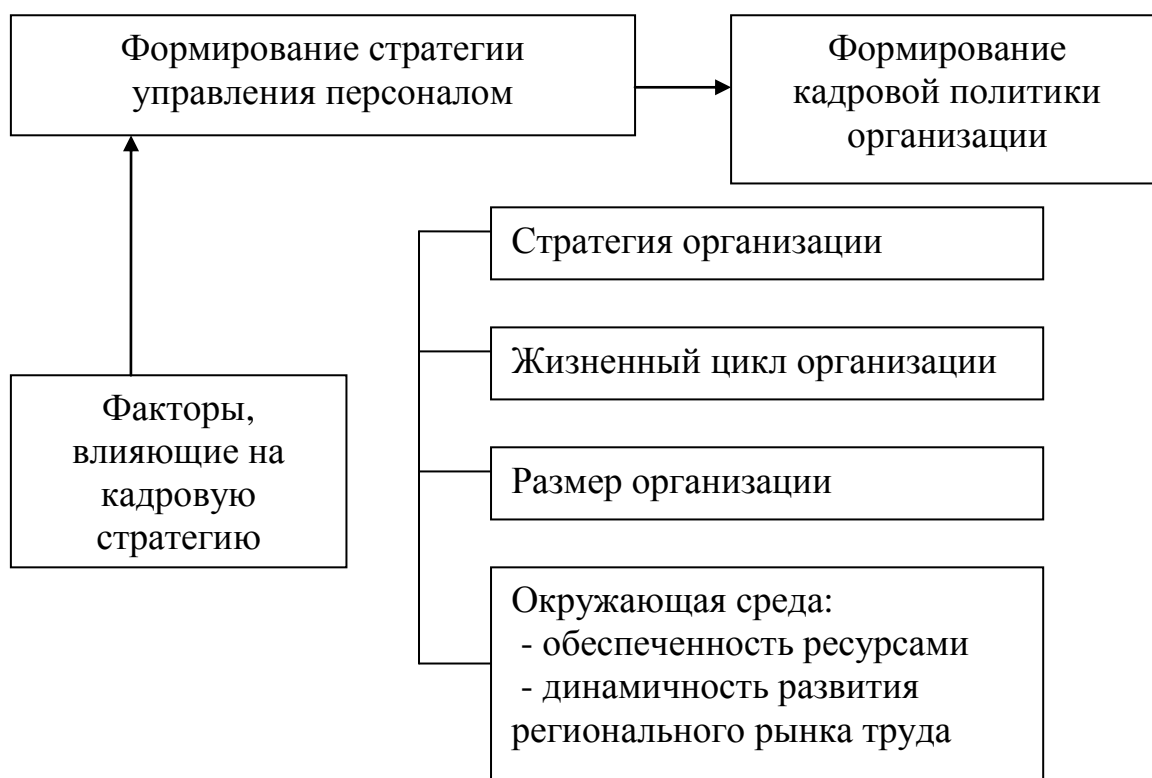 Формирование стратегии
управления персоналом
Формирование
кадровой политики
организации
Стратегия организации
Жизненный цикл организации
Факторы,
влияющие на
кадровую
стратегию
Размер организации
Окружающая среда:
- обеспеченность ресурсами
- динамичность развития
регионального рынка труда